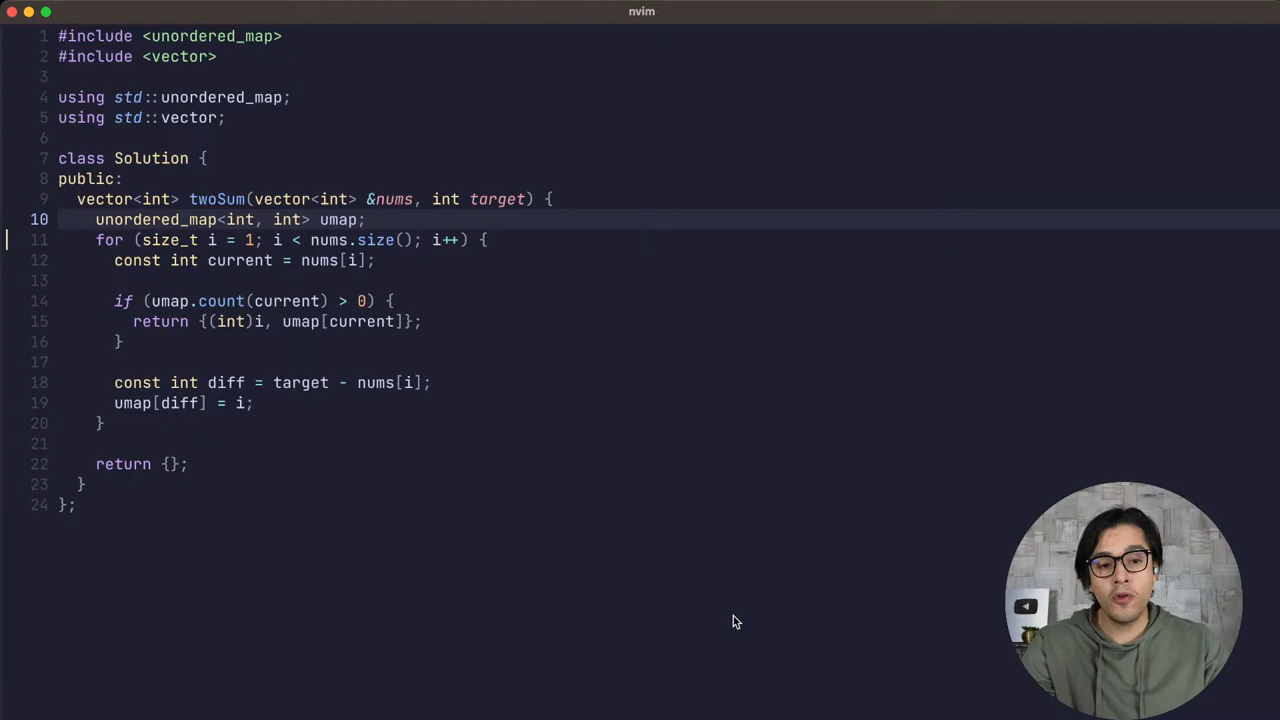 nvim
1 #include <unordered_map>
2 #include <vector>
3
4 using std::unordered_map;
5 using std::vector;
6
7 class Solution {
8 public:
9   vector<int> twoSum(vector<int> &nums, int target) {
10     unordered_map<int, int> umap;
11     for (size_t i = 1; i < nums.size(); i++) {
12       const int current = nums[i];
13
14       if (umap.count(current) > 0) {
15         return {(int)i, umap[current]};
16       }
17
18       const int diff = target - nums[i];
19       umap[diff] = i;
20     }
21
22     return {};
23   }
24 };